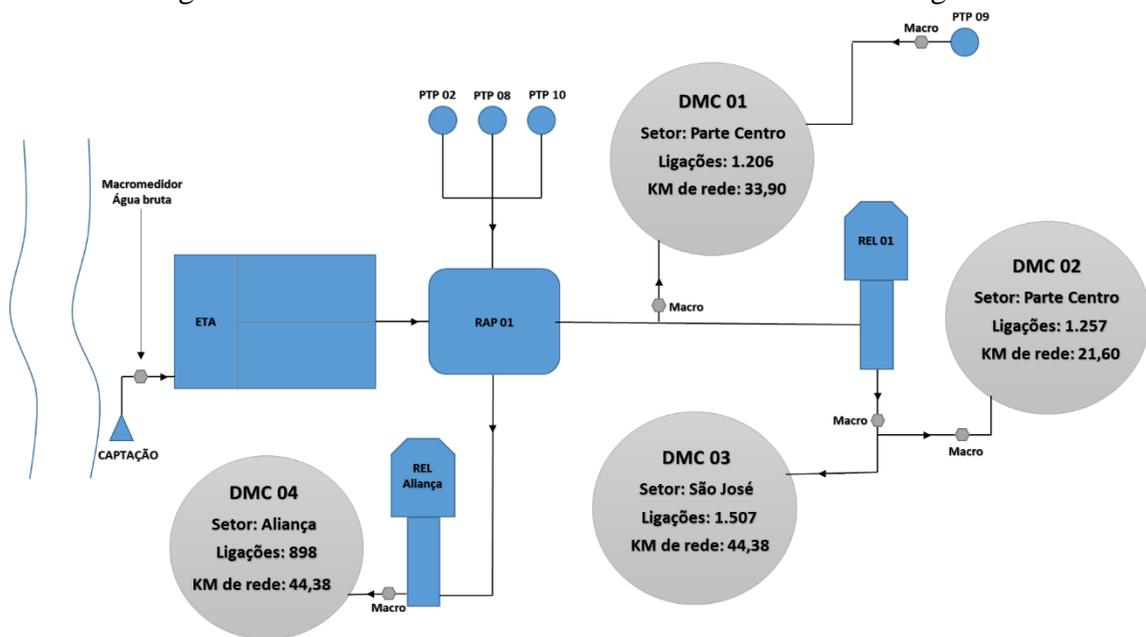 PTP 09
Macro
PTP 02
PTP 08
PTP 10
DMC 01
Setor: Parte Centro
Ligações: 1.206
KM de rede: 33,90
Macromedidor
Água bruta
REL 01
DMC 02
Setor: Parte Centro
Ligações: 1.257
KM de rede: 21,60
Macro
ETA
RAP 01
CAPTAÇÃO
Macro
Macro
DMC 03
Setor: São José
Ligações: 1.507
KM de rede: 44,38
REL
Aliança
DMC 04
Setor: Aliança
Ligações: 898
KM de rede: 44,38
Macro